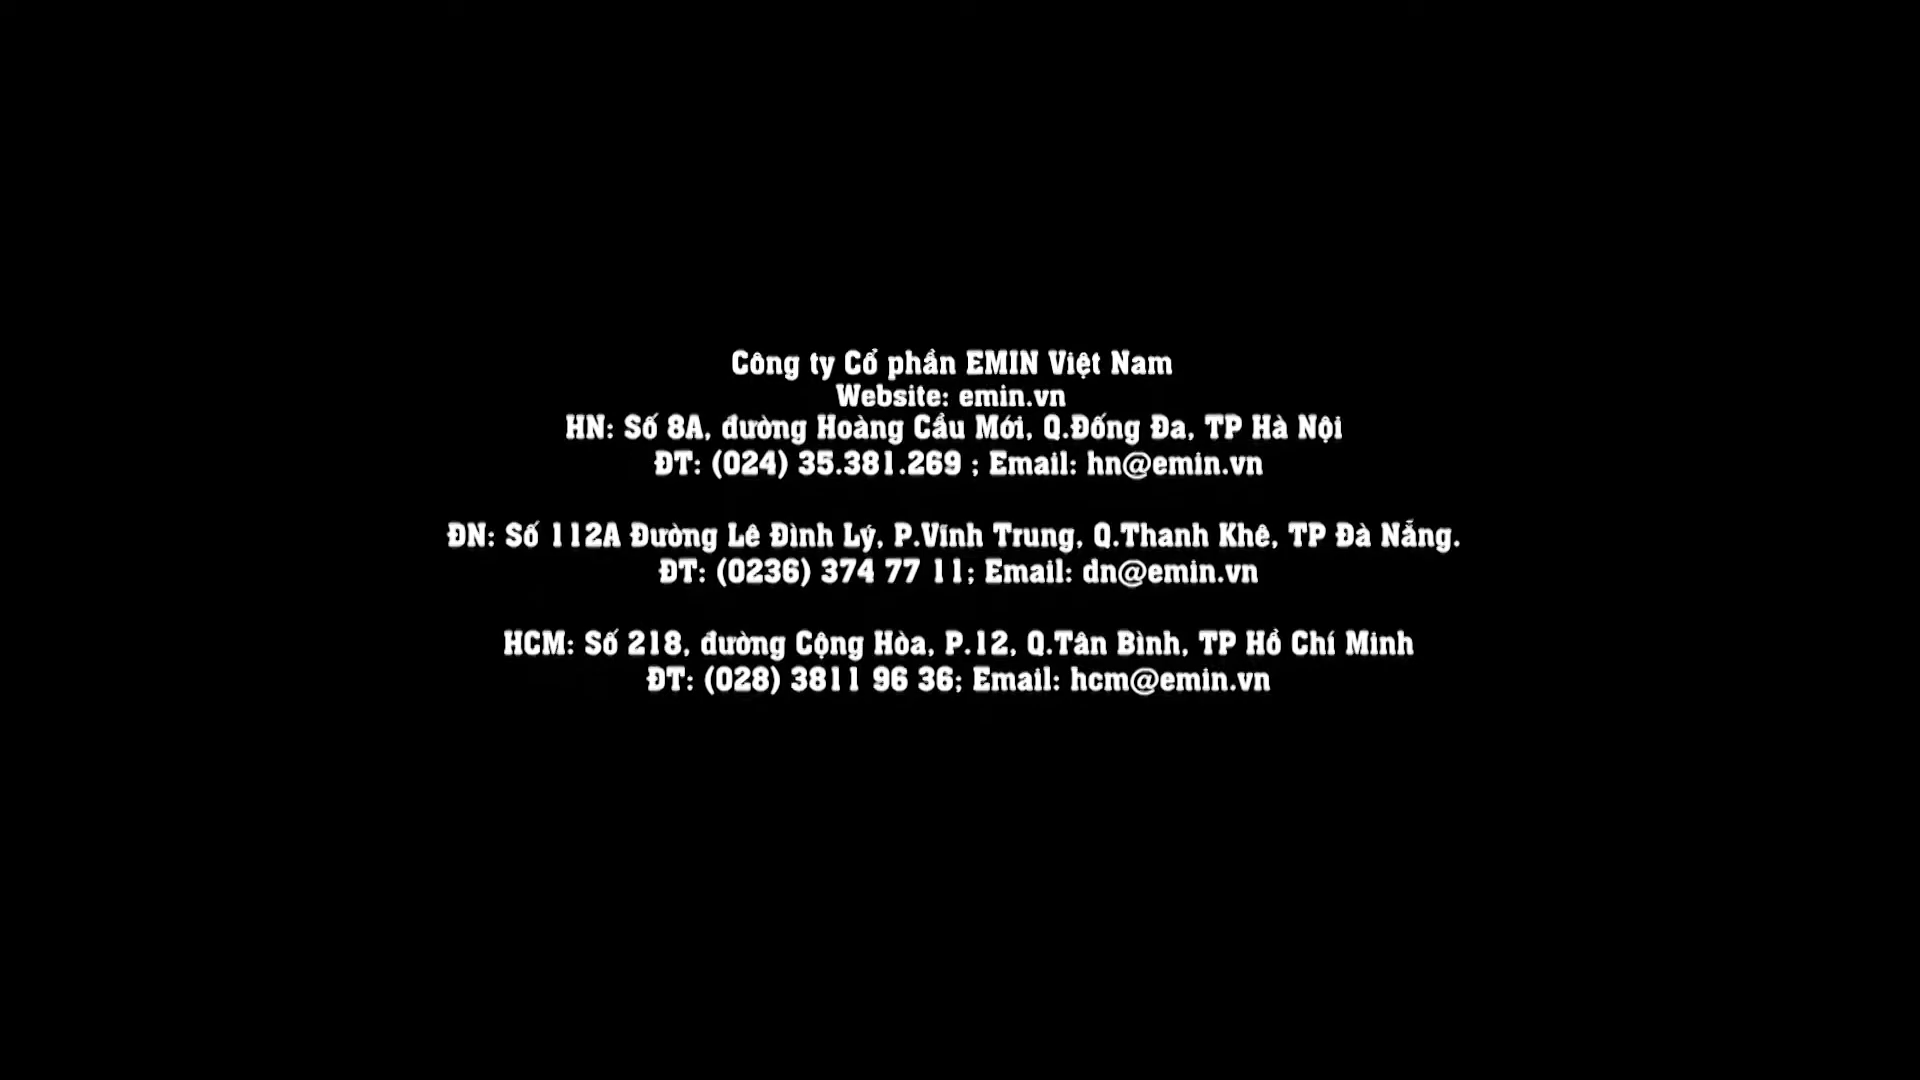 Công ty Cổ phần EMIN Việt Nam
Website: emin.vn
HN: Số 8A, đường Hoàng Cầu Mới, Q.Đống Đa, TP Hà Nội
ĐT: (024) 35.381.269 ; Email: hn@emin.vn
ĐN: Số 112A Đường Lê Đình Lý, P.Vĩnh Trung, Q.Thanh Khê, TP Đà Nẵng.
ĐT: (0236) 374 77 11; Email: dn@emin.vn
HCM: Số 218, đường Cộng Hòa, P.12, Q.Tân Bình, TP Hồ Chí Minh
ĐT: (028) 3811 96 36; Email: hcm@emin.vn